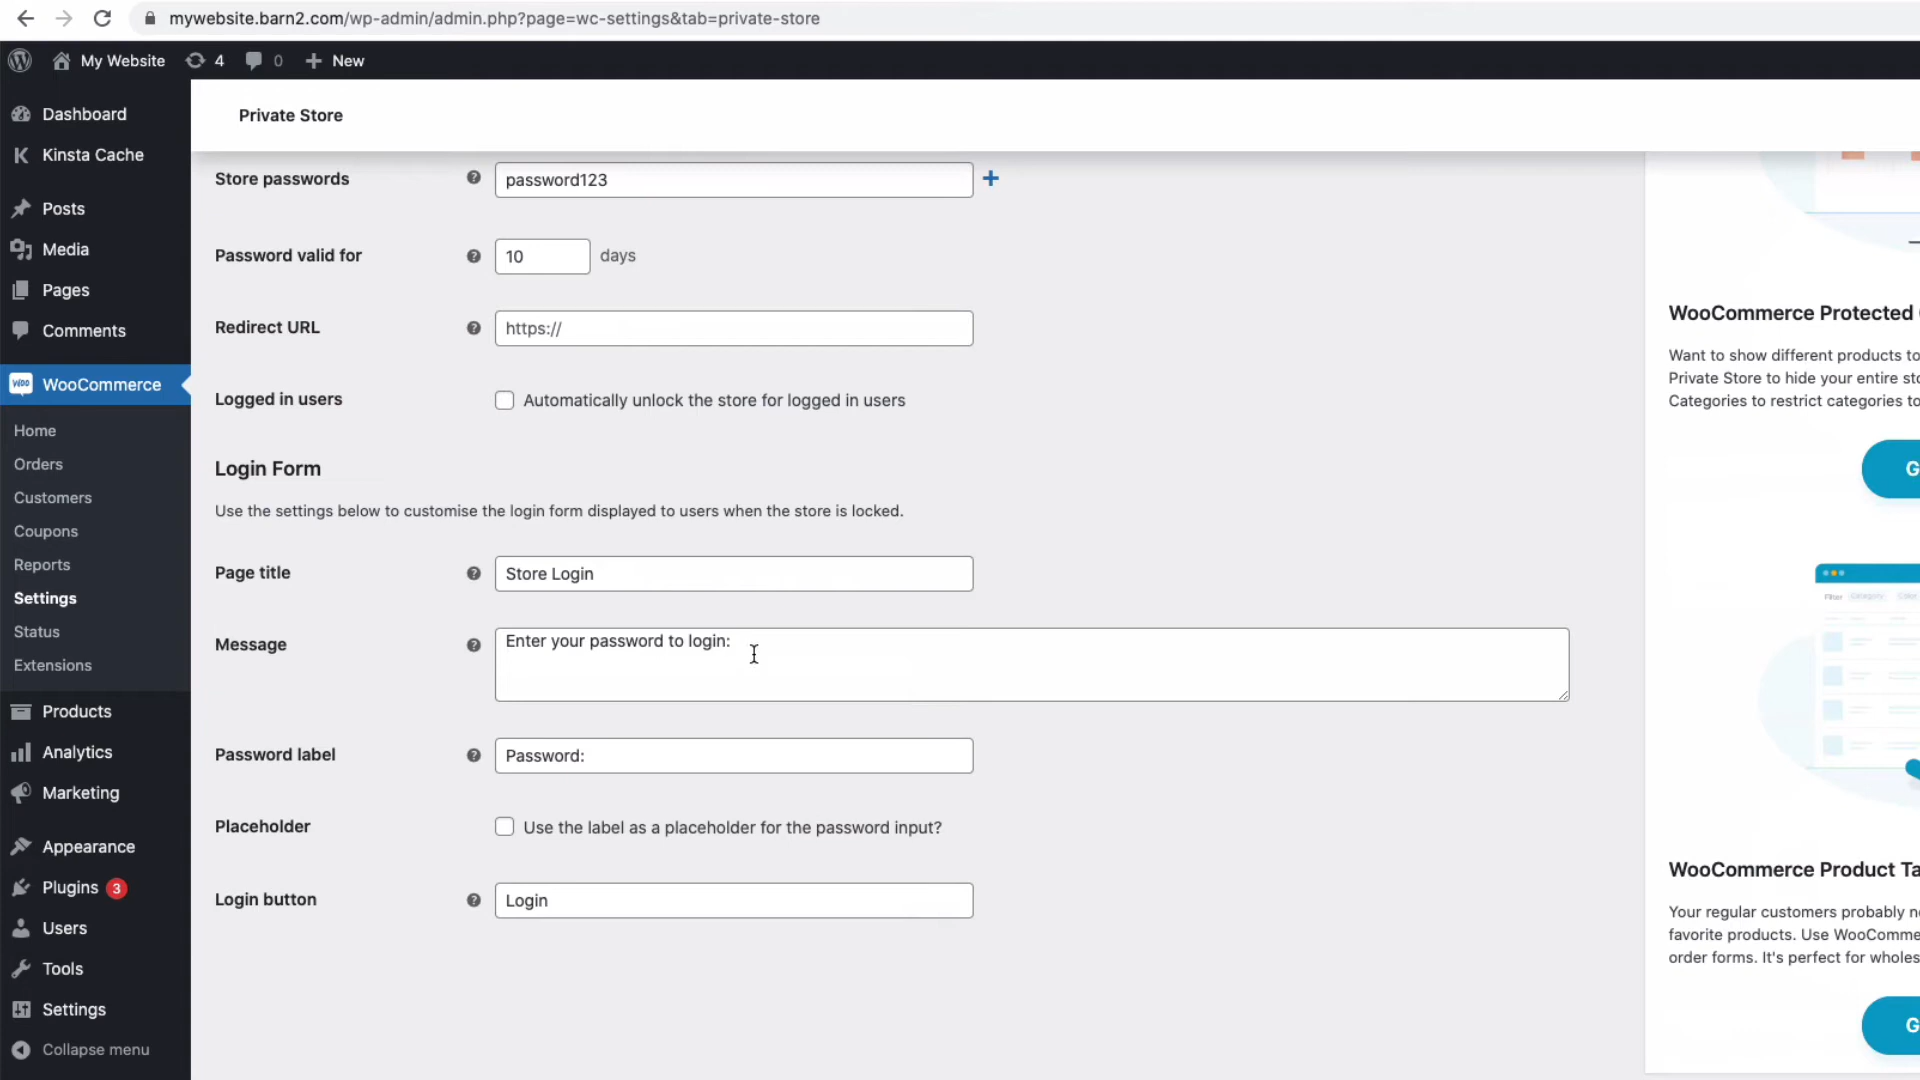 mywebsite.barn2.com/wp-admin/admin.php?page=wc-settings&tab=private-store
My Website 4 0 New
Dashboard
Kinsta Cache
Posts
Media
Pages
Comments
WooCommerce
Home
Orders
Customers
Coupons
Reports
Settings
Status
Extensions
Products
Analytics
Marketing
Appearance
Plugins 3
Users
Tools
Settings
Collapse menu
Private Store
Store passwords password123 +
Password valid for 10 days
Redirect URL https://
Logged in users Automatically unlock the store for logged in users
Login Form
Use the settings below to customise the login form displayed to users when the store is locked.
Page title Store Login
Message Enter your password to login:
Password label Password:
Placeholder Use the label as a placeholder for the password input?
Login button Login
WooCommerce Protected
Want to show different products to
Private Store to hide your entire sto
Categories to restrict categories to
G
Filter Category Color
WooCommerce Product Ta
Your regular customers probably n
favorite products. Use WooComme
order forms. It's perfect for wholes
G